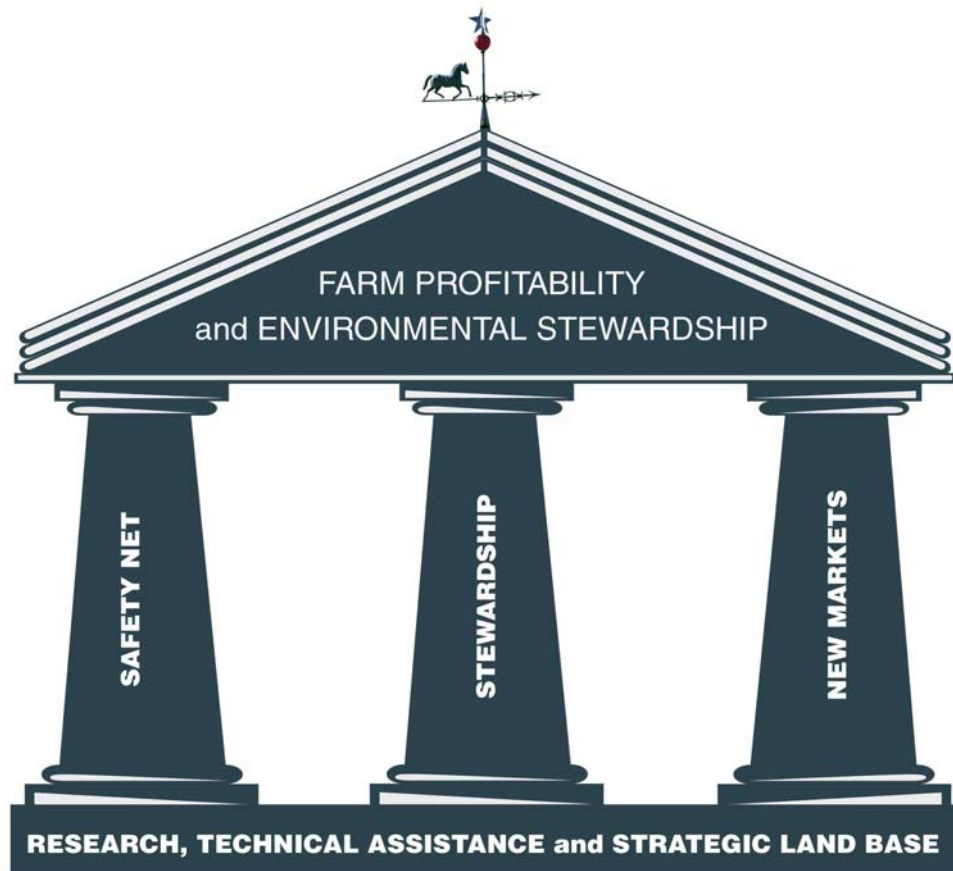 FARM PROFITABILITY
and ENVIRONMENTAL STEWARDSHIP
SAFETY NET
STEWARDSHIP
NEW MARKETS
RESEARCH, TECHNICAL ASSISTANCE and STRATEGIC LAND BASE